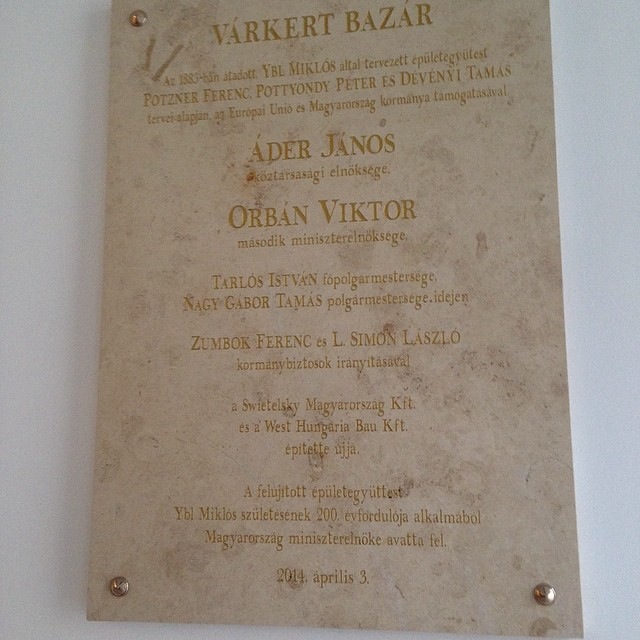 VÁRKERT BAZÁR
Az 1883-ban átadott, YBL MIKLÓS által tervezett épületegyüttest
POTZNER FERENC, POTTYONDY PÉTER ÉS DÉVÉNYI TAMÁS
tervei alapján, az Európai Unió és Magyarország kormánya támogatásával
ÁDER JÁNOS
köztársasági elnöksége,
ORBÁN VIKTOR
második miniszterelnöksége,
TARLÓS ISTVÁN főpolgármestersége,
NAGY GÁBOR TAMÁS polgármestersége idején
ZUMBOK FERENC és L. SIMON LÁSZLÓ
kormánybiztosok irányításával
a Swietelsky Magyarország Kft.
és a West Hungária Bau Kft.
építette újjá.
A felújított épületegyüttest
Ybl Miklós születésének 200. évfordulója alkalmából
Magyarország miniszterelnöke avatta fel.
2014. április 3.